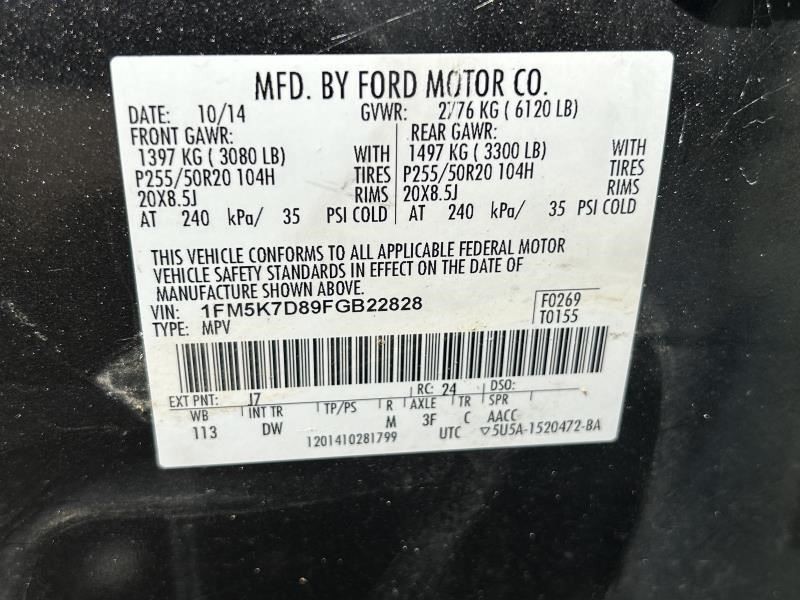 MFD. BY FORD MOTOR CO.
DATE: 10/14 GVWR: 2776 KG ( 6120 LB)
FRONT GAWR: REAR GAWR:
1397 KG ( 3080 LB) WITH 1497 KG ( 3300 LB) WITH
P255/50R20 104H TIRES P255/50R20 104H TIRES
20X8.5J RIMS 20X8.5J RIMS
AT 240 kPa/ 35 PSI COLD AT 240 kPa/ 35 PSI COLD
THIS VEHICLE CONFORMS TO ALL APPLICABLE FEDERAL MOTOR
VEHICLE SAFETY STANDARDS IN EFFECT ON THE DATE OF
MANUFACTURE SHOWN ABOVE.
VIN: 1FM5K7D89FGB22828 F0269
TYPE: MPV T0155
EXT PNT: J7 RC: 24 DSO:
WB INT TR TP/PS R AXLE TR SPR
113 DW M 3F C AACC
1201410281799 UTC ▽5U5A-1520472-BA